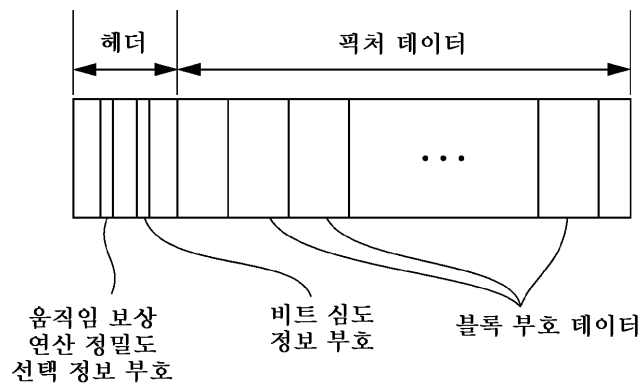 헤더
픽처 데이터
...
움직임 보상
연산 정밀도
선택 정보 부호
비트 심도
정보 부호
블록 부호 데이터